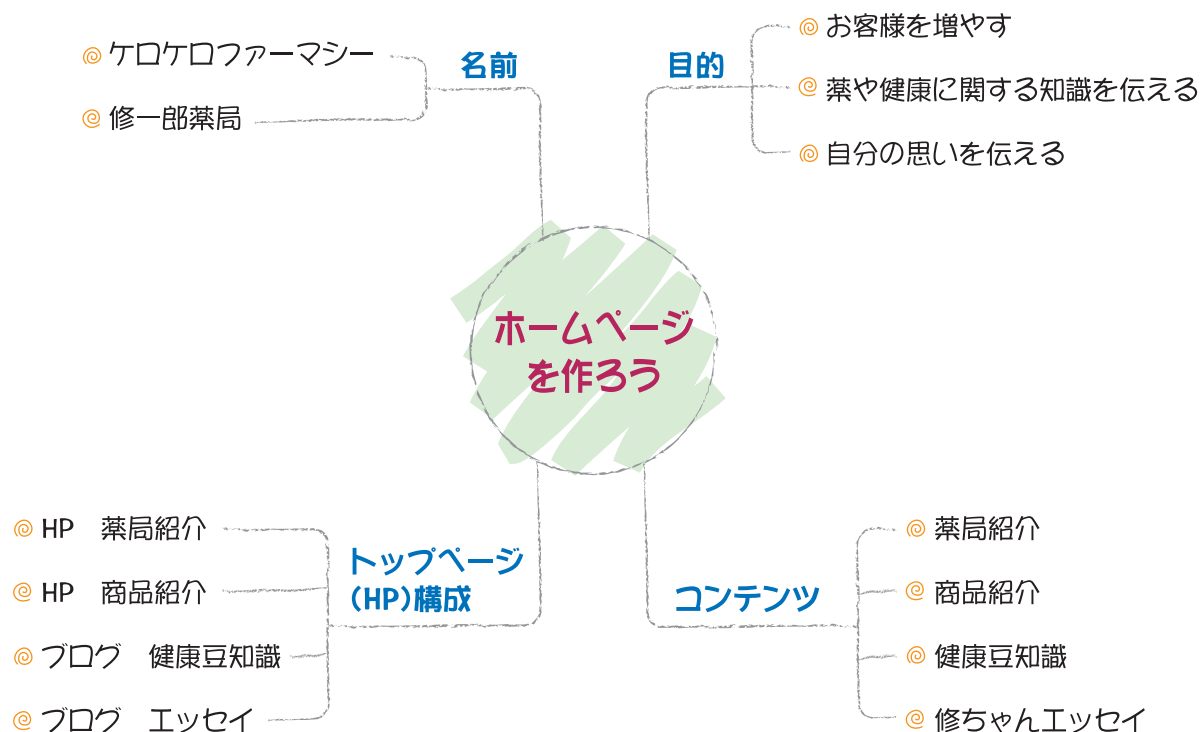 ケロケロファーマシー
修一郎薬局
名前
目的
お客様を増やす
薬や健康に関する知識を伝える
自分の思いを伝える
ホームページ
を作ろう
HP　薬局紹介
HP　商品紹介
ブログ　健康豆知識
ブログ　エッセイ
トップページ
(HP)構成
コンテンツ
薬局紹介
商品紹介
健康豆知識
修ちゃんエッセイ